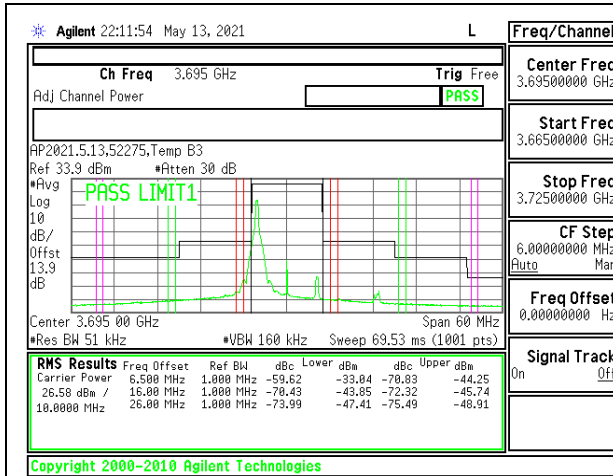 Agilent 22:11:54 May 13, 2021 L
Freq/Channel
Ch Freq 3.695 GHz Trig Free
Adj Channel Power PASS
Center Freq
3.69500000 GHz
Start Freq
3.66500000 GHz
Stop Freq
3.72500000 GHz
CF Step
6.00000000 MHz
Auto Man
Freq Offset
0.00000000 Hz
Signal Track
On Off
AP2021.5.13,52275,Temp B3
Ref 33.9 dBm #Atten 30 dB
#Avg
Log
10
dB/
Offst
13.9
dB
PASS LIMIT1
Center 3.695 00 GHz Span 60 MHz
#Res BW 51 kHz #VBW 160 kHz Sweep 69.53 ms (1001 pts)
RMS Results Freq Offset Ref BW dBc Lower dBm dBc Upper dBm
Carrier Power 6.500 MHz 1.000 MHz -59.62 -33.04 -70.83 -44.25
26.58 dBm / 16.00 MHz 1.000 MHz -70.43 -43.85 -72.32 -45.74
10.0000 MHz 26.00 MHz 1.000 MHz -73.99 -47.41 -75.49 -48.91
Copyright 2000-2010 Agilent Technologies